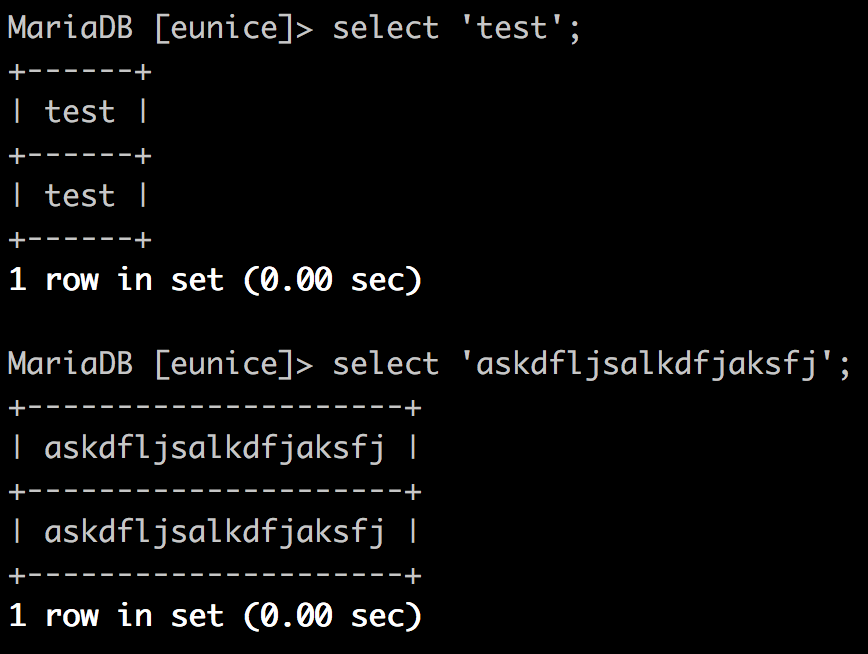 MariaDB [eunice]> select 'test';
+------+
| test |
+------+
| test |
+------+
1 row in set (0.00 sec)

MariaDB [eunice]> select 'askdfljsalkdfjaksfj';
+---------------------+
| askdfljsalkdfjaksfj |
+---------------------+
| askdfljsalkdfjaksfj |
+---------------------+
1 row in set (0.00 sec)